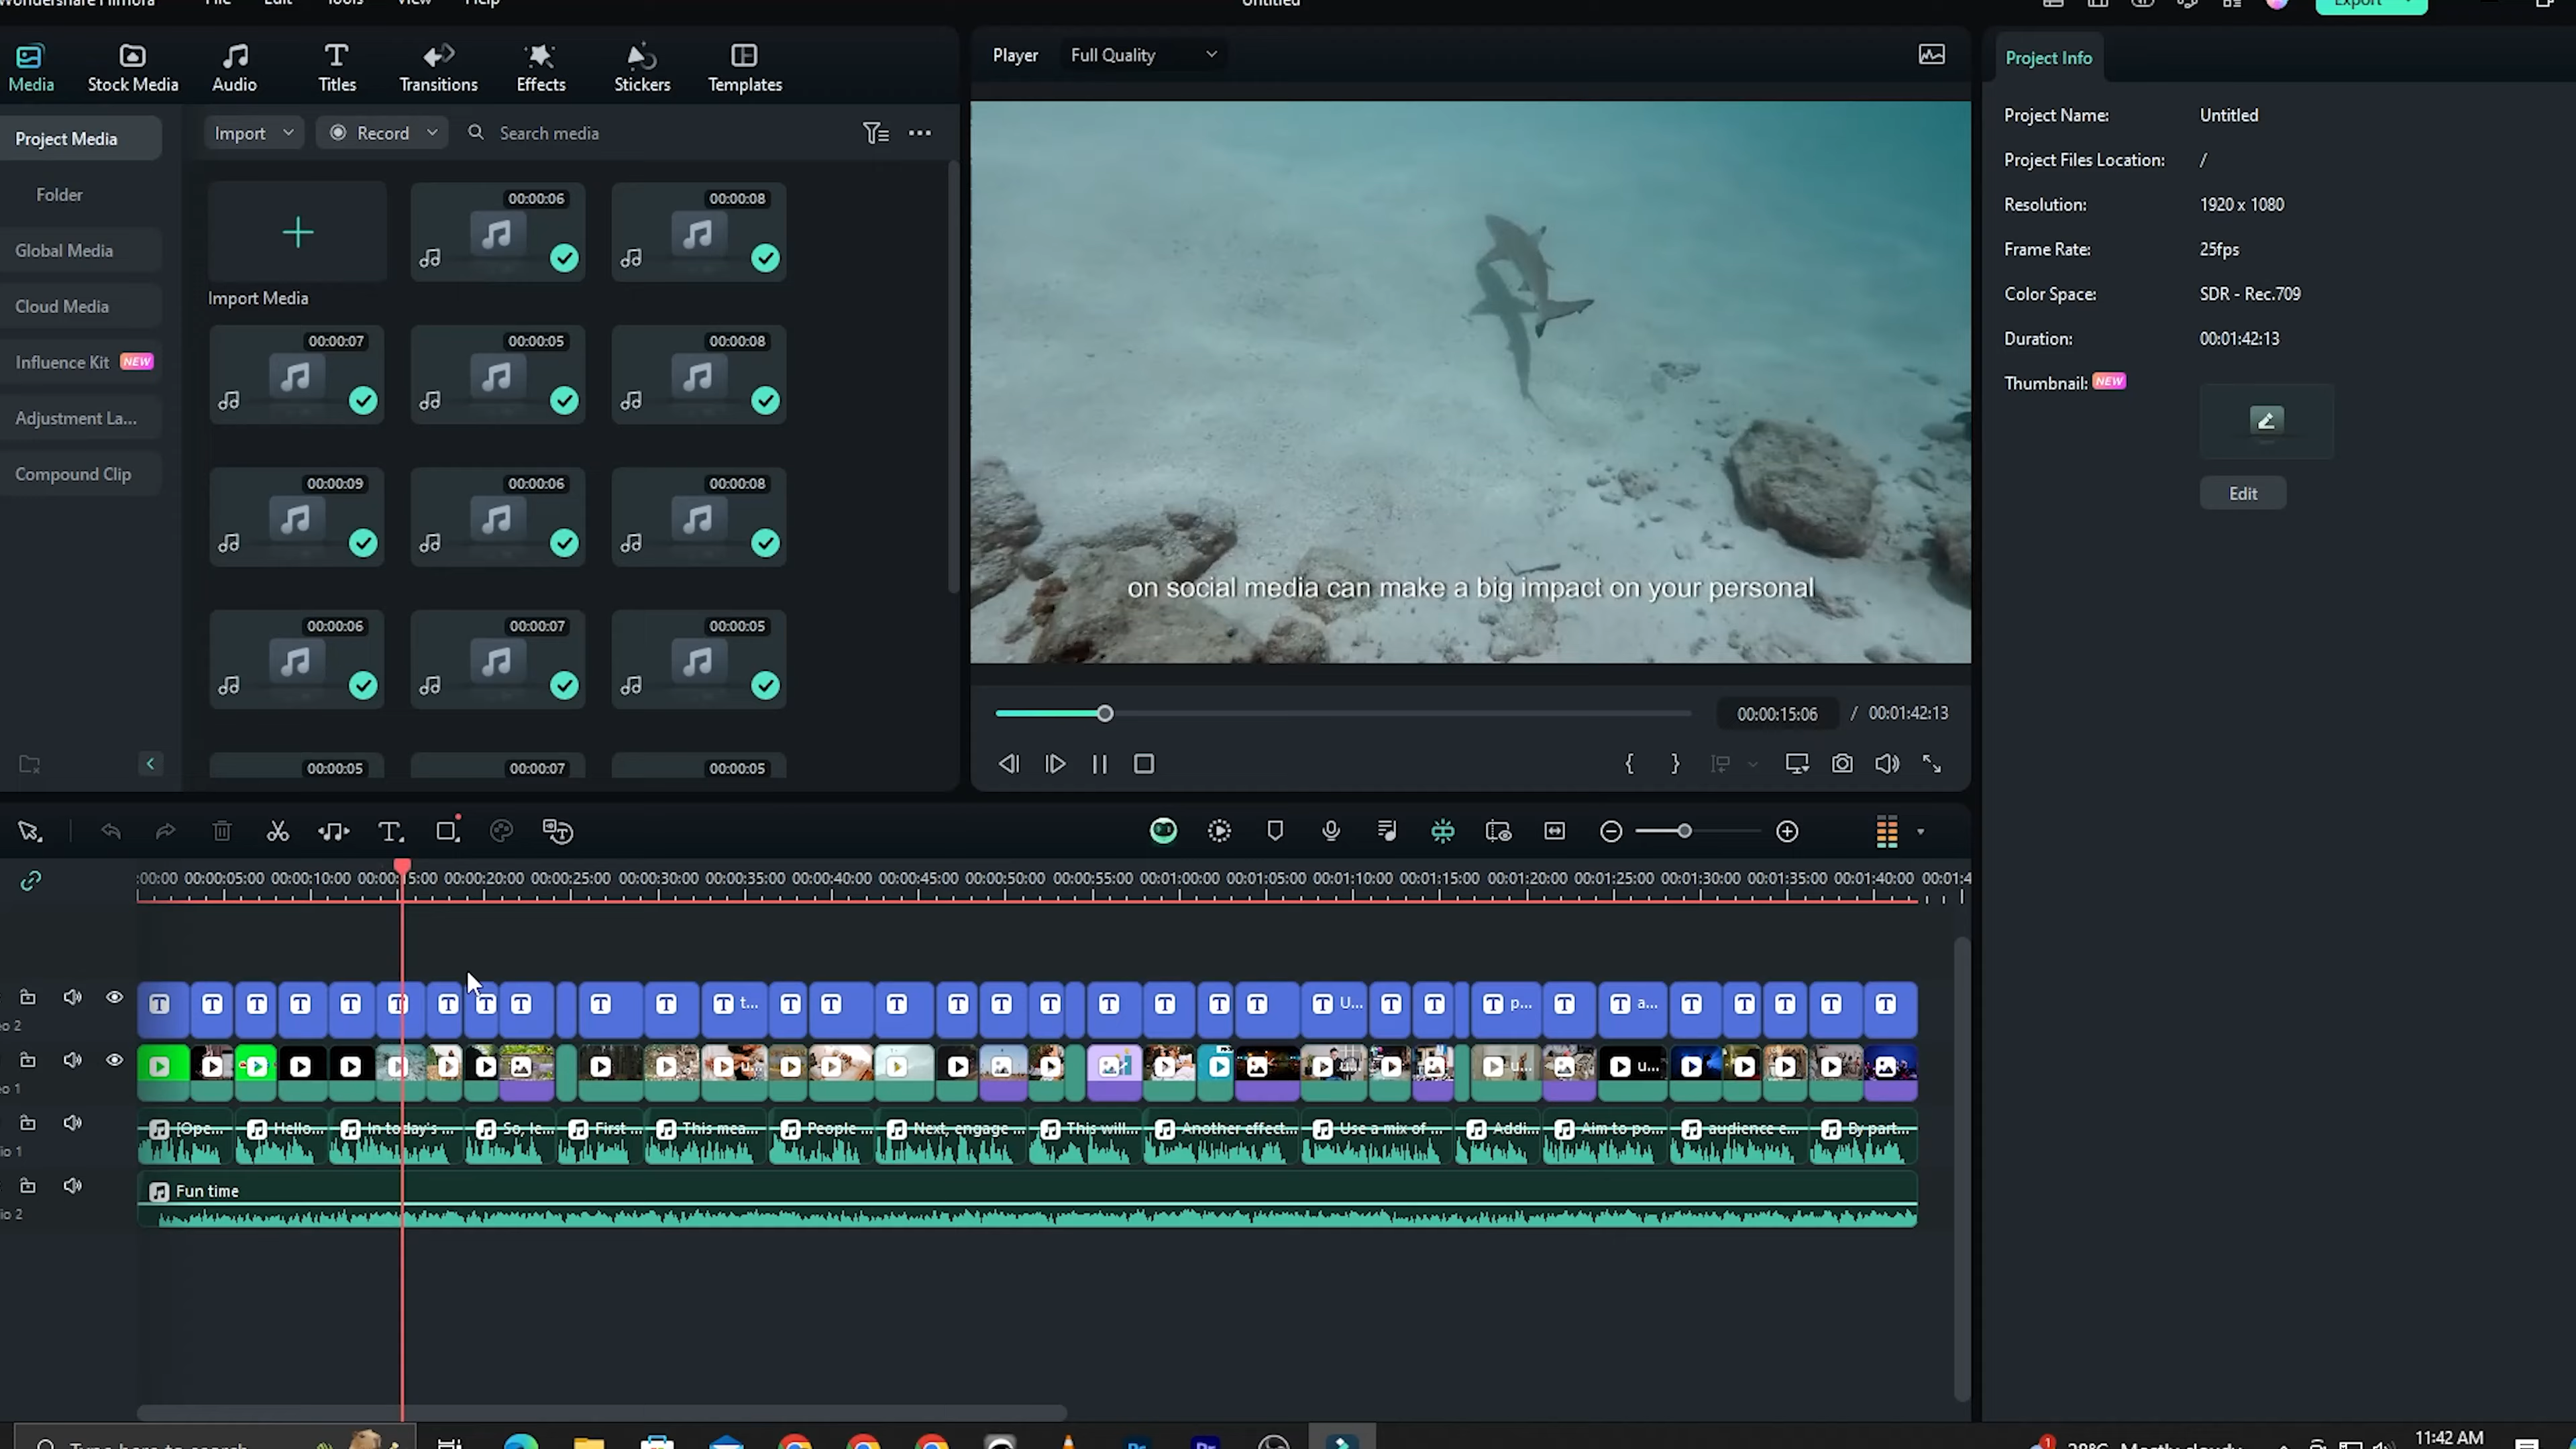 Wondershare Filmora File Edit Tools View Help Untitled Export
Media Stock Media Audio Titles Transitions Effects Stickers Templates
Project Media
Folder
Global Media
Cloud Media
Influence Kit NEW
Adjustment La...
Compound Clip
Import Record Search media
00:00:06 00:00:08
Import Media
00:00:07 00:00:05 00:00:08
00:00:09 00:00:06 00:00:08
00:00:06 00:00:07 00:00:05
00:00:05 00:00:07 00:00:05
Player Full Quality
on social media can make a big impact on your personal
00:00:15:06 / 00:01:42:13
Project Info
Project Name: Untitled
Project Files Location: /
Resolution: 1920 x 1080
Frame Rate: 25fps
Color Space: SDR - Rec.709
Duration: 00:01:42:13
Thumbnail: NEW
Edit
:00:00 00:00:05:00 00:00:10:00 00:00:15:00 00:00:20:00 00:00:25:00 00:00:30:00 00:00:35:00 00:00:40:00 00:00:45:00 00:00:50:00 00:00:55:00 00:01:00:00 00:01:05:00 00:01:10:00 00:01:15:00 00:01:20:00 00:01:25:00 00:01:30:00 00:01:35:00 00:01:40:00 00:01:4
eo 2
t... U... p... a...
eo 1
u... u... u...
io 1
[Ope... Hello... In today's ... So, le... First ... This mea... People ... Next, engage ... This will... Another effect... Use a mix of ... Addi... Aim to po... audience e... By part...
Fun time
io 2
Type here to search
28°C Mostly cloudy
11:42 AM